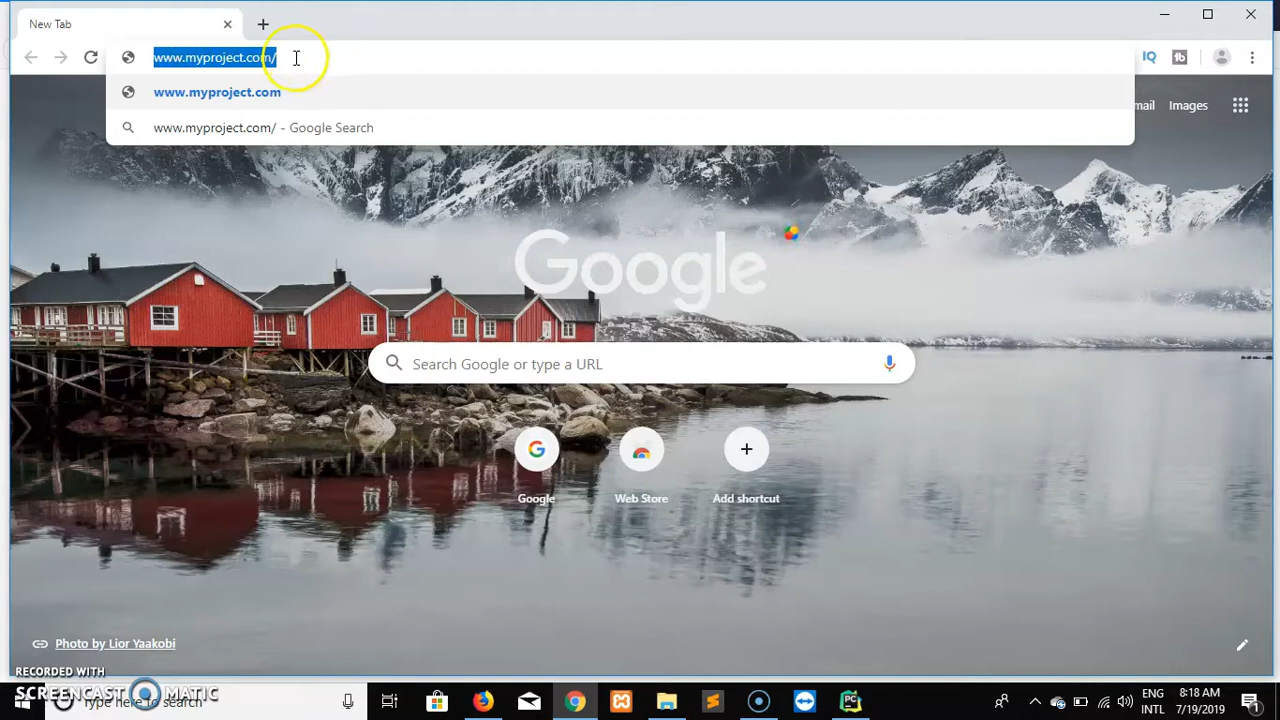 New Tab
www.myproject.com/
www.myproject.com
www.myproject.com/ - Google Search
mail Images
Google
Search Google or type a URL
Google Web Store Add shortcut
Photo by Lior Yaakobi
RECORDED WITH
SCREENCAST MATIC
Type here to search
ENG
INTL
8:18 AM
7/19/2019